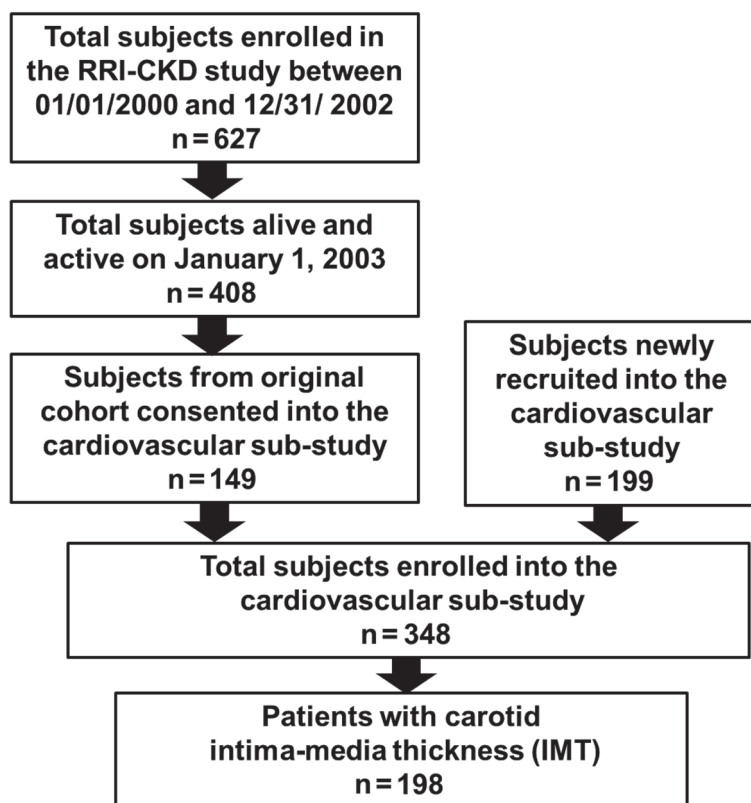 Total subjects enrolled in
the RRI-CKD study between
01/01/2000 and 12/31/ 2002
n = 627
Total subjects alive and
active on January 1, 2003
n = 408
Subjects from original
cohort consented into the
cardiovascular sub-study
n = 149
Subjects newly
recruited into the
cardiovascular
sub-study
n = 199
Total subjects enrolled into the
cardiovascular sub-study
n = 348
Patients with carotid
intima-media thickness (IMT)
n = 198